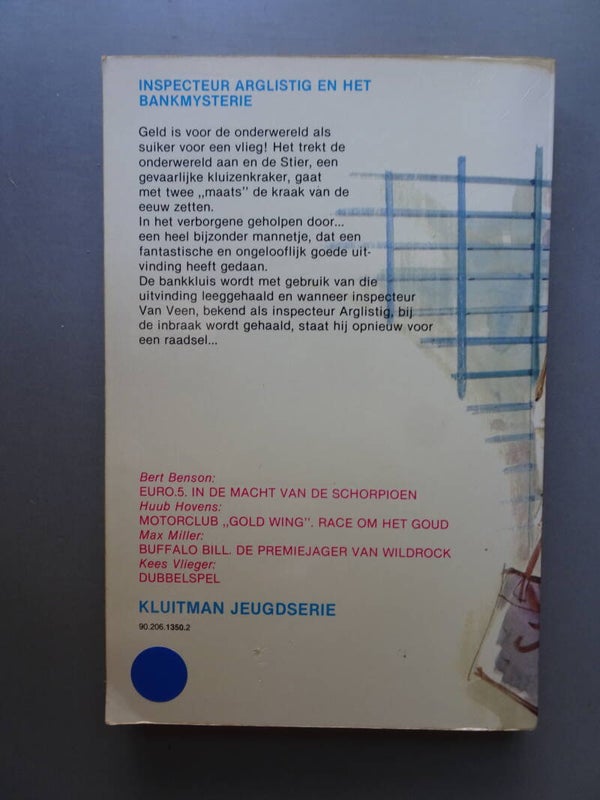 INSPECTEUR ARGLISTIG EN HET
BANKMYSTERIE
Geld is voor de onderwereld als
suiker voor een vlieg! Het trekt de
onderwereld aan en de Stier, een
gevaarlijke kluizenkraker, gaat
met twee „maats" de kraak van de
eeuw zetten.
In het verborgene geholpen door...
een heel bijzonder mannetje, dat een
fantastische en ongelooflijk goede uit-
vinding heeft gedaan.
De bankkluis wordt met gebruik van die
uitvinding leeggehaald en wanneer inspecteur
Van Veen, bekend als inspecteur Arglistig, bij
de inbraak wordt gehaald, staat hij opnieuw voor
een raadsel...
Bert Benson:
EURO.5. IN DE MACHT VAN DE SCHORPIOEN
Huub Hovens:
MOTORCLUB „GOLD WING". RACE OM HET GOUD
Max Miller:
BUFFALO BILL. DE PREMIEJAGER VAN WILDROCK
Kees Vlieger:
DUBBELSPEL
KLUITMAN JEUGDSERIE
90.206.1350.2